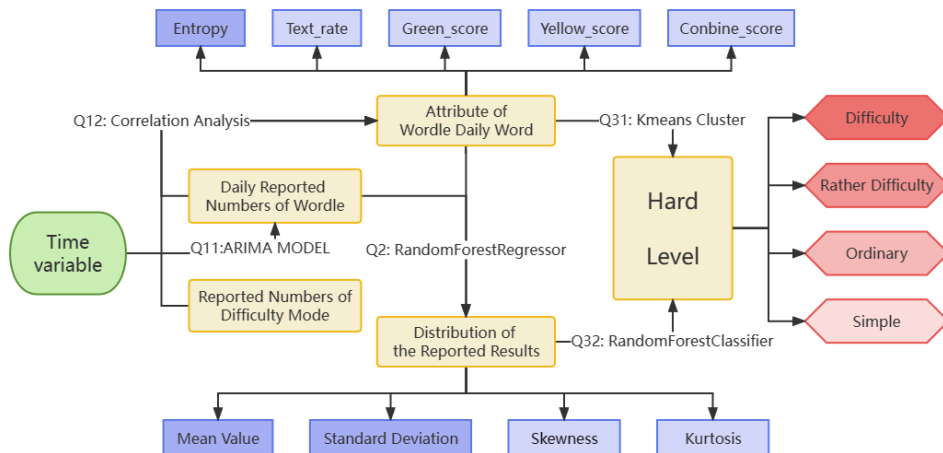 Entropy
Text_rate
Green_score
Yellow_score
Conbine_score
Q12: Correlation Analysis
Attribute of
Wordle Daily Word
Q31: Kmeans Cluster
Difficulty
Daily Reported
Numbers of Wordle
Hard
Level
Rather Difficulty
Time
variable
Q11:ARIMA MODEL
Q2: RandomForestRegressor
Ordinary
Reported Numbers of
Difficulty Mode
Distribution of
the Reported Results
Q32: RandomForestClassifier
Simple
Mean Value
Standard Deviation
Skewness
Kurtosis